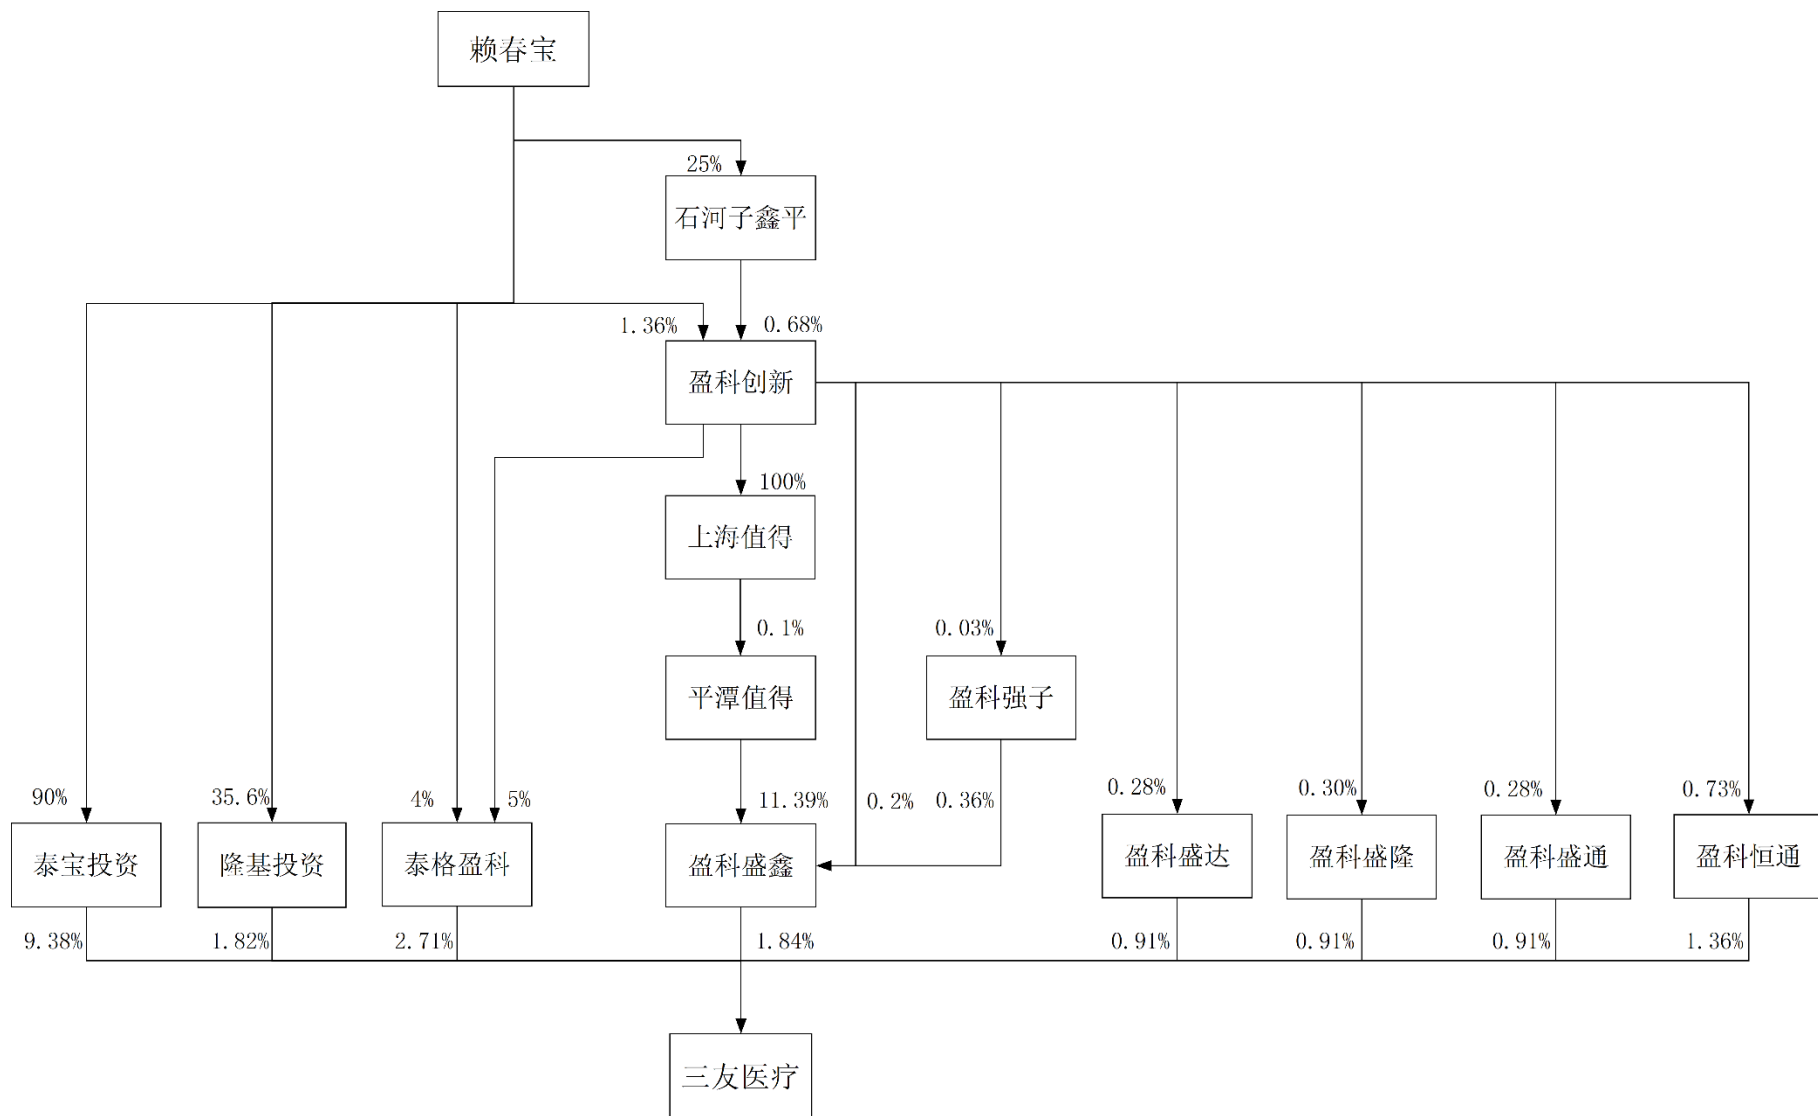 赖春宝
25%
石河子鑫平
1.36%
0.68%
盈科创新
100%
上海值得
0.1%
0.03%
平潭值得
盈科强子
90%
35.6%
4%
5%
11.39%
0.2%
0.36%
0.28%
0.30%
0.28%
0.73%
泰宝投资
隆基投资
泰格盈科
盈科盛鑫
盈科盛达
盈科盛隆
盈科盛通
盈科恒通
9.38%
1.82%
2.71%
1.84%
0.91%
0.91%
0.91%
1.36%
三友医疗